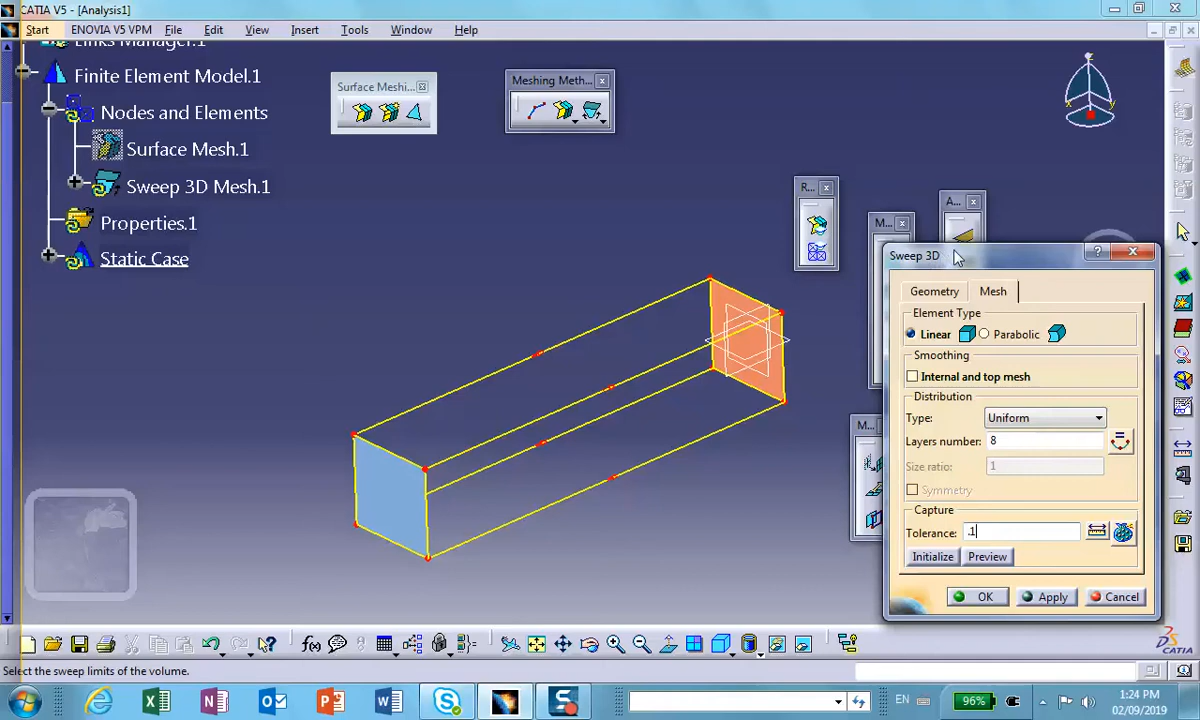 CATIA V5 - [Analysis1]
Start ENOVIA V5 VPM File Edit View Insert Tools Window Help
Links Manager.1
Finite Element Model.1
Nodes and Elements
Surface Mesh.1
Sweep 3D Mesh.1
Properties.1
Static Case
Surface Meshi...
Meshing Meth...
R...
M...
A...
M...
Sweep 3D
Geometry Mesh
Element Type
Linear Parabolic
Smoothing
Internal and top mesh
Distribution
Type: Uniform
Layers number: 8
Size ratio: 1
Symmetry
Capture
Tolerance: .1
Initialize Preview
OK Apply Cancel
f(x)
CATIA
Select the sweep limits of the volume.
EN 96% 1:24 PM
02/09/2019